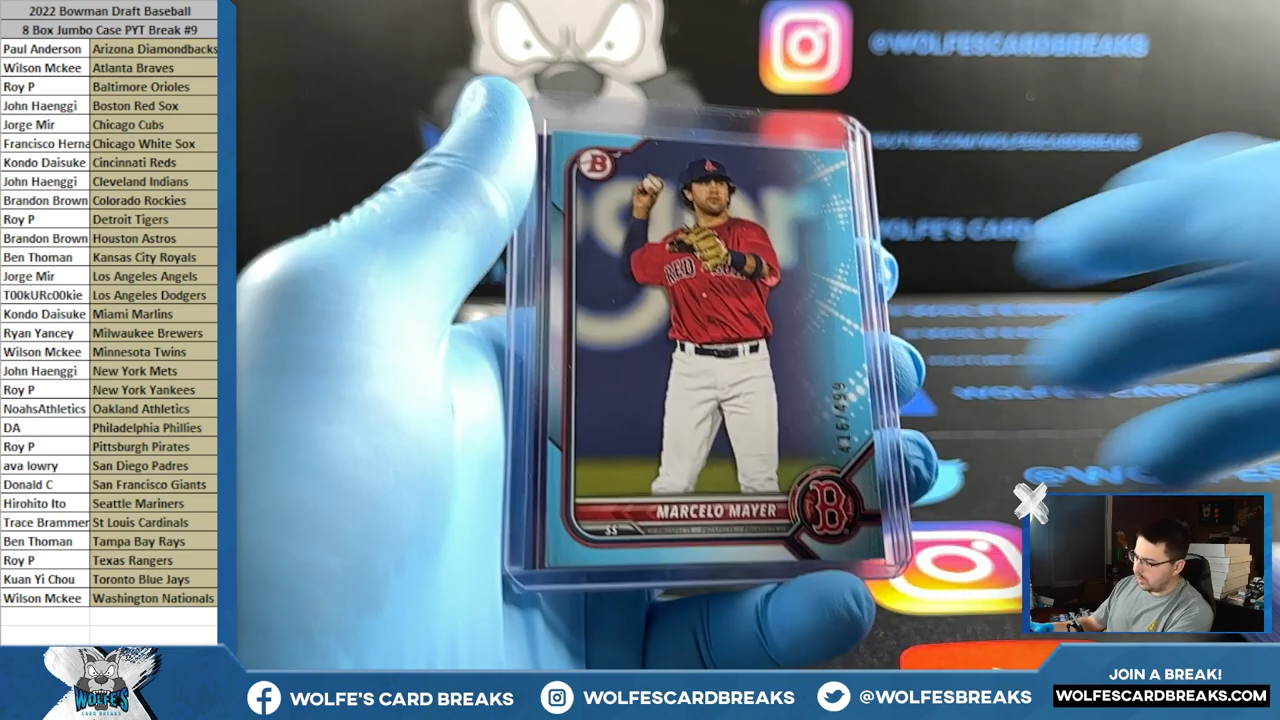 2022 Bowman Draft Baseball
8 Box Jumbo Case PYT Break #9
Paul Anderson Arizona Diamondbacks
Wilson Mckee Atlanta Braves
Roy P Baltimore Orioles
John Haenggi Boston Red Sox
Jorge Mir Chicago Cubs
Francisco Herna Chicago White Sox
Kondo Daisuke Cincinnati Reds
John Haenggi Cleveland Indians
Brandon Brown Colorado Rockies
Roy P Detroit Tigers
Brandon Brown Houston Astros
Ben Thoman Kansas City Royals
Jorge Mir Los Angeles Angels
T00kURc00kie Los Angeles Dodgers
Kondo Daisuke Miami Marlins
Ryan Yancey Milwaukee Brewers
Wilson Mckee Minnesota Twins
John Haenggi New York Mets
Roy P New York Yankees
NoahsAthletics Oakland Athletics
DA Philadelphia Phillies
Roy P Pittsburgh Pirates
ava lowry San Diego Padres
Donald C San Francisco Giants
Hirohito Ito Seattle Mariners
Trace Brammer St Louis Cardinals
Ben Thoman Tampa Bay Rays
Roy P Texas Rangers
Kuan Yi Chou Toronto Blue Jays
Wilson Mckee Washington Nationals
@WOLFESCARDBREAKS
WOLFE'S CARD
B
RED
416/499
MARCELO MAYER
SS
B
WOLFE'S
CARD BREAKS
WOLFE'S CARD BREAKS
WOLFESCARDBREAKS
@WOLFESBREAKS
JOIN A BREAK!
WOLFESCARDBREAKS.COM